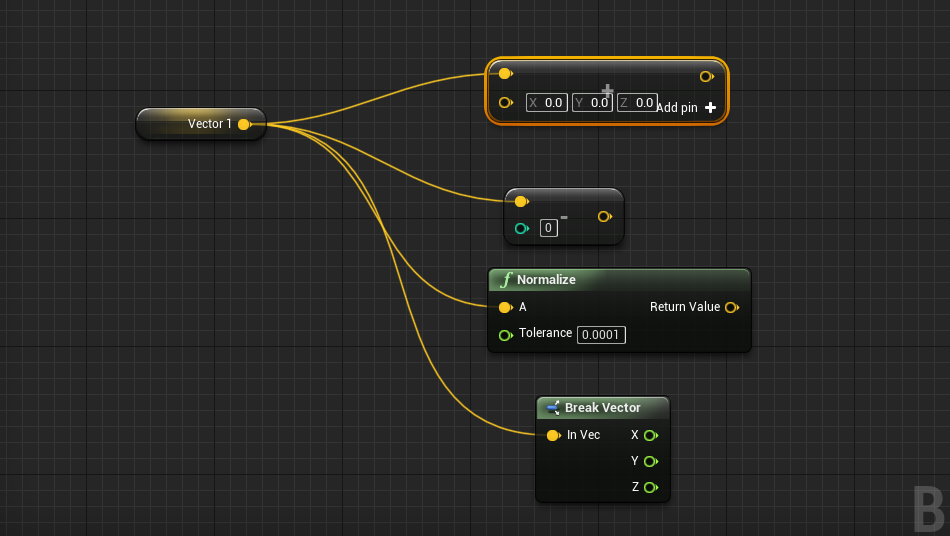 Vector 1
+
X 0.0 Y 0.0 Z 0.0 Add pin +
-
0
f Normalize
A Return Value
Tolerance 0.0001
Break Vector
In Vec X
Y
Z
B